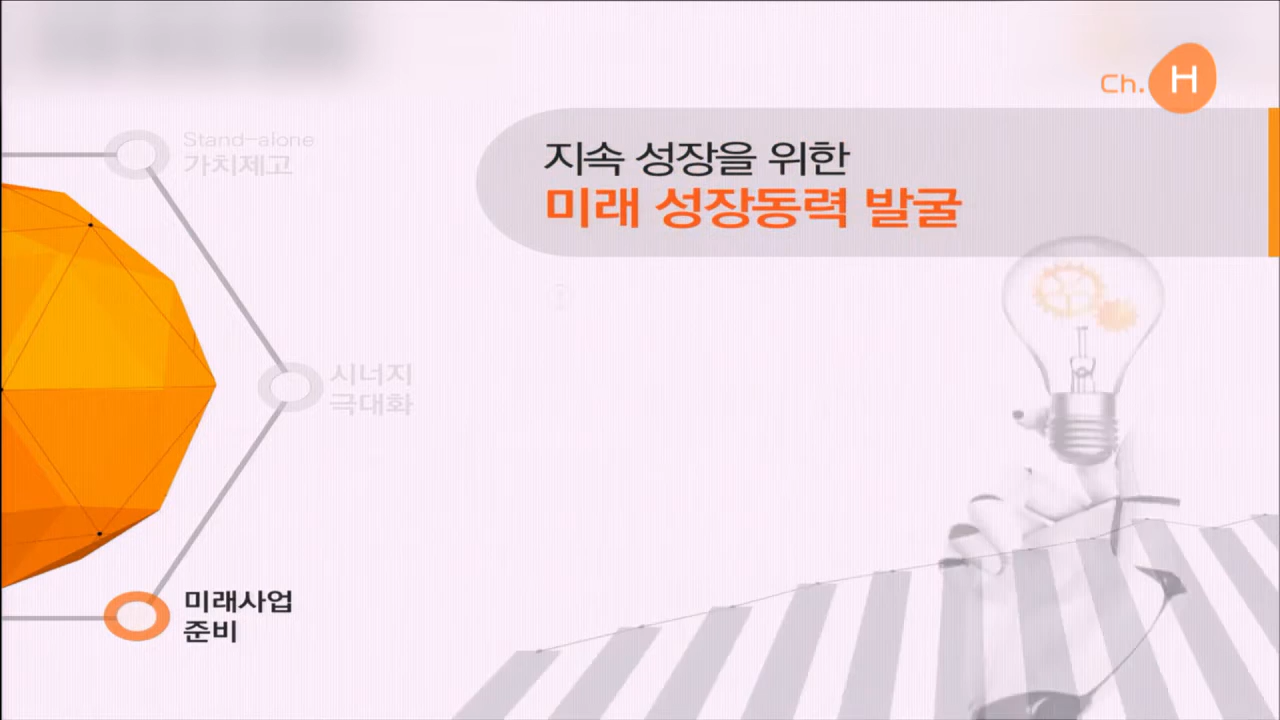 Ch. H
지속 성장을 위한
미래 성장동력 발굴
Stand-alone
가치제고
시너지
극대화
미래사업
준비